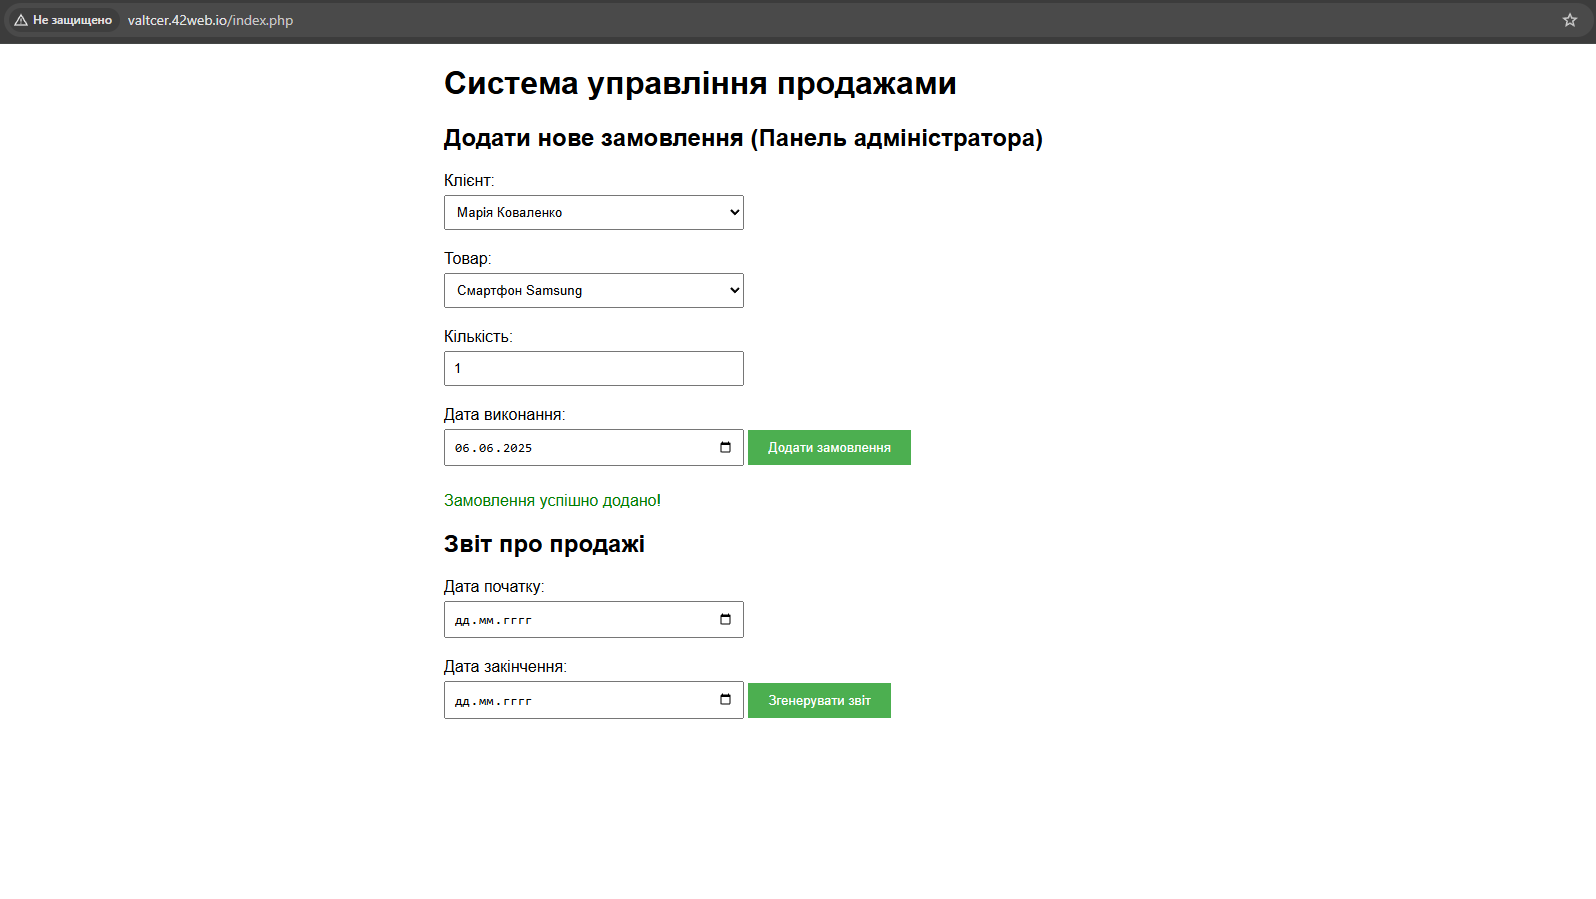 Не защищено valtcer.42web.io/index.php
Система управління продажами
Додати нове замовлення (Панель адміністратора)
Клієнт:
Марія Коваленко
Товар:
Смартфон Samsung
Кількість:
1
Дата виконання:
06.06.2025 Додати замовлення
Замовлення успішно додано!
Звіт про продажі
Дата початку:
дд.мм.гггг
Дата закінчення:
дд.мм.гггг Згенерувати звіт